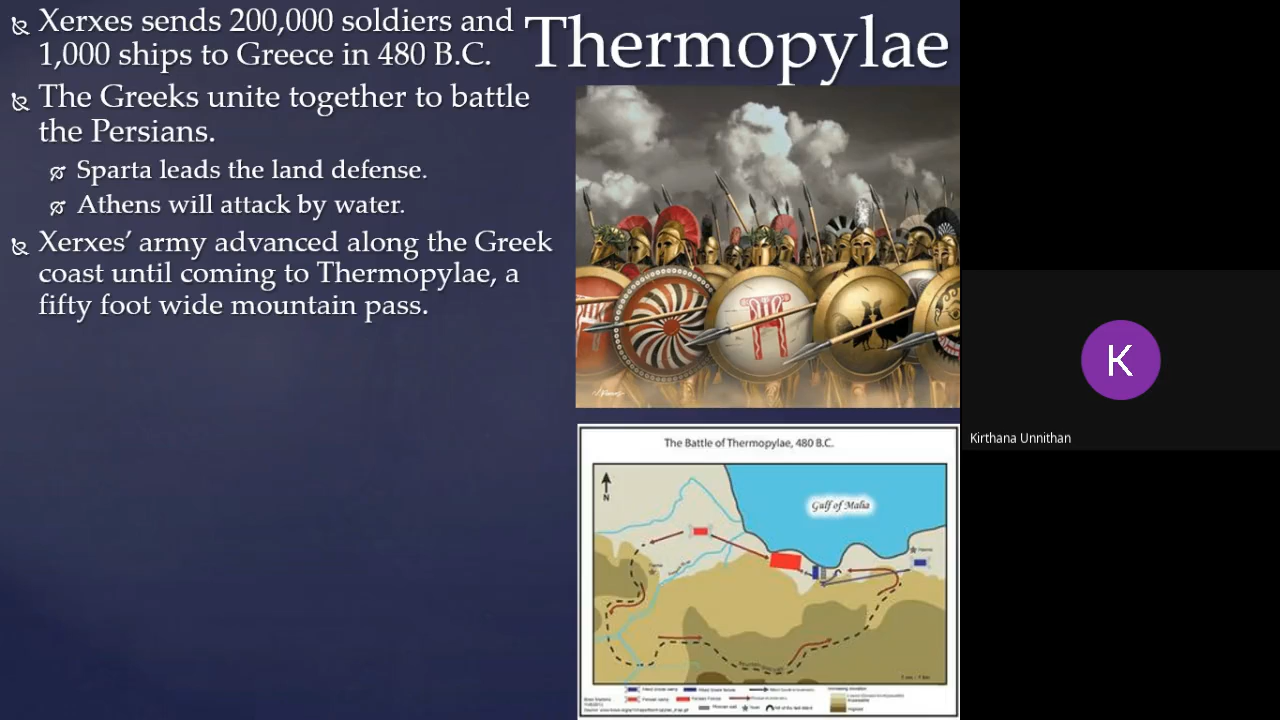 Thermopylae
Xerxes sends 200,000 soldiers and
1,000 ships to Greece in 480 B.C.
The Greeks unite together to battle
the Persians.
Sparta leads the land defense.
Athens will attack by water.
Xerxes’ army advanced along the Greek
coast until coming to Thermopylae, a
fifty foot wide mountain pass.
The Battle of Thermopylae, 480 B.C.
N
Gulf of Malia
K
Kirthana Unnithan